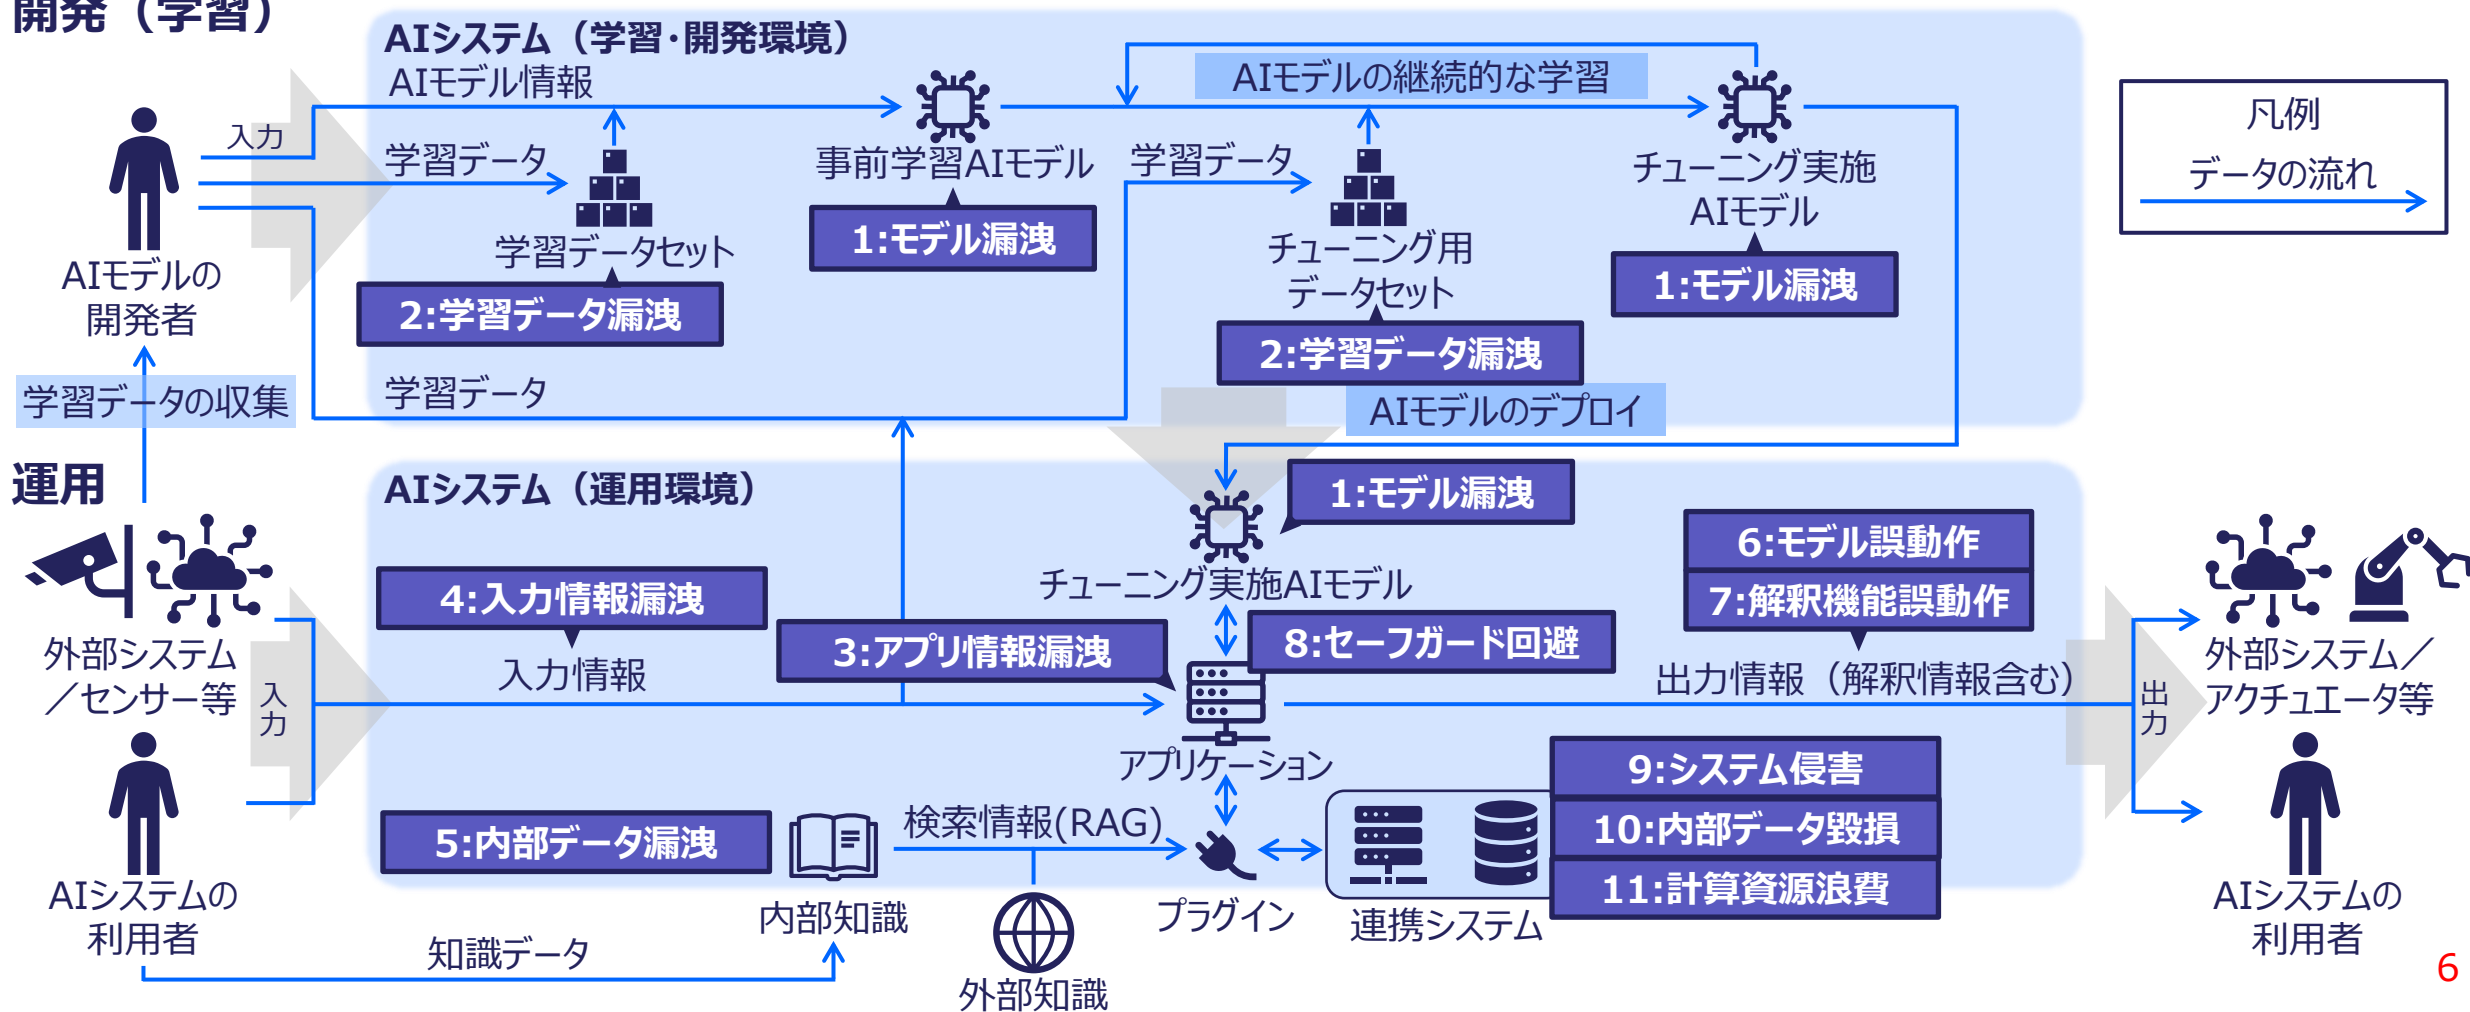 開発（学習）
AIシステム（学習・開発環境）
AIモデル情報
AIモデルの継続的な学習
凡例
データの流れ
入力
学習データ
事前学習AIモデル
学習データ
チューニング実施
AIモデル
1:モデル漏洩
学習データセット
チューニング用
データセット
1:モデル漏洩
AIモデルの
開発者
2:学習データ漏洩
2:学習データ漏洩
学習データの収集
学習データ
AIモデルのデプロイ
運用
AIシステム（運用環境）
1:モデル漏洩
6:モデル誤動作
7:解釈機能誤動作
4:入力情報漏洩
チューニング実施AIモデル
3:アプリ情報漏洩
8:セーフガード回避
外部システム
／センサー等
入力情報
出力情報（解釈情報含む）
外部システム／
アクチュエータ等
入
力
出
力
アプリケーション
9:システム侵害
10:内部データ毀損
11:計算資源浪費
5:内部データ漏洩
検索情報(RAG)
AIシステムの
利用者
内部知識
プラグイン
連携システム
AIシステムの
利用者
知識データ
外部知識
6